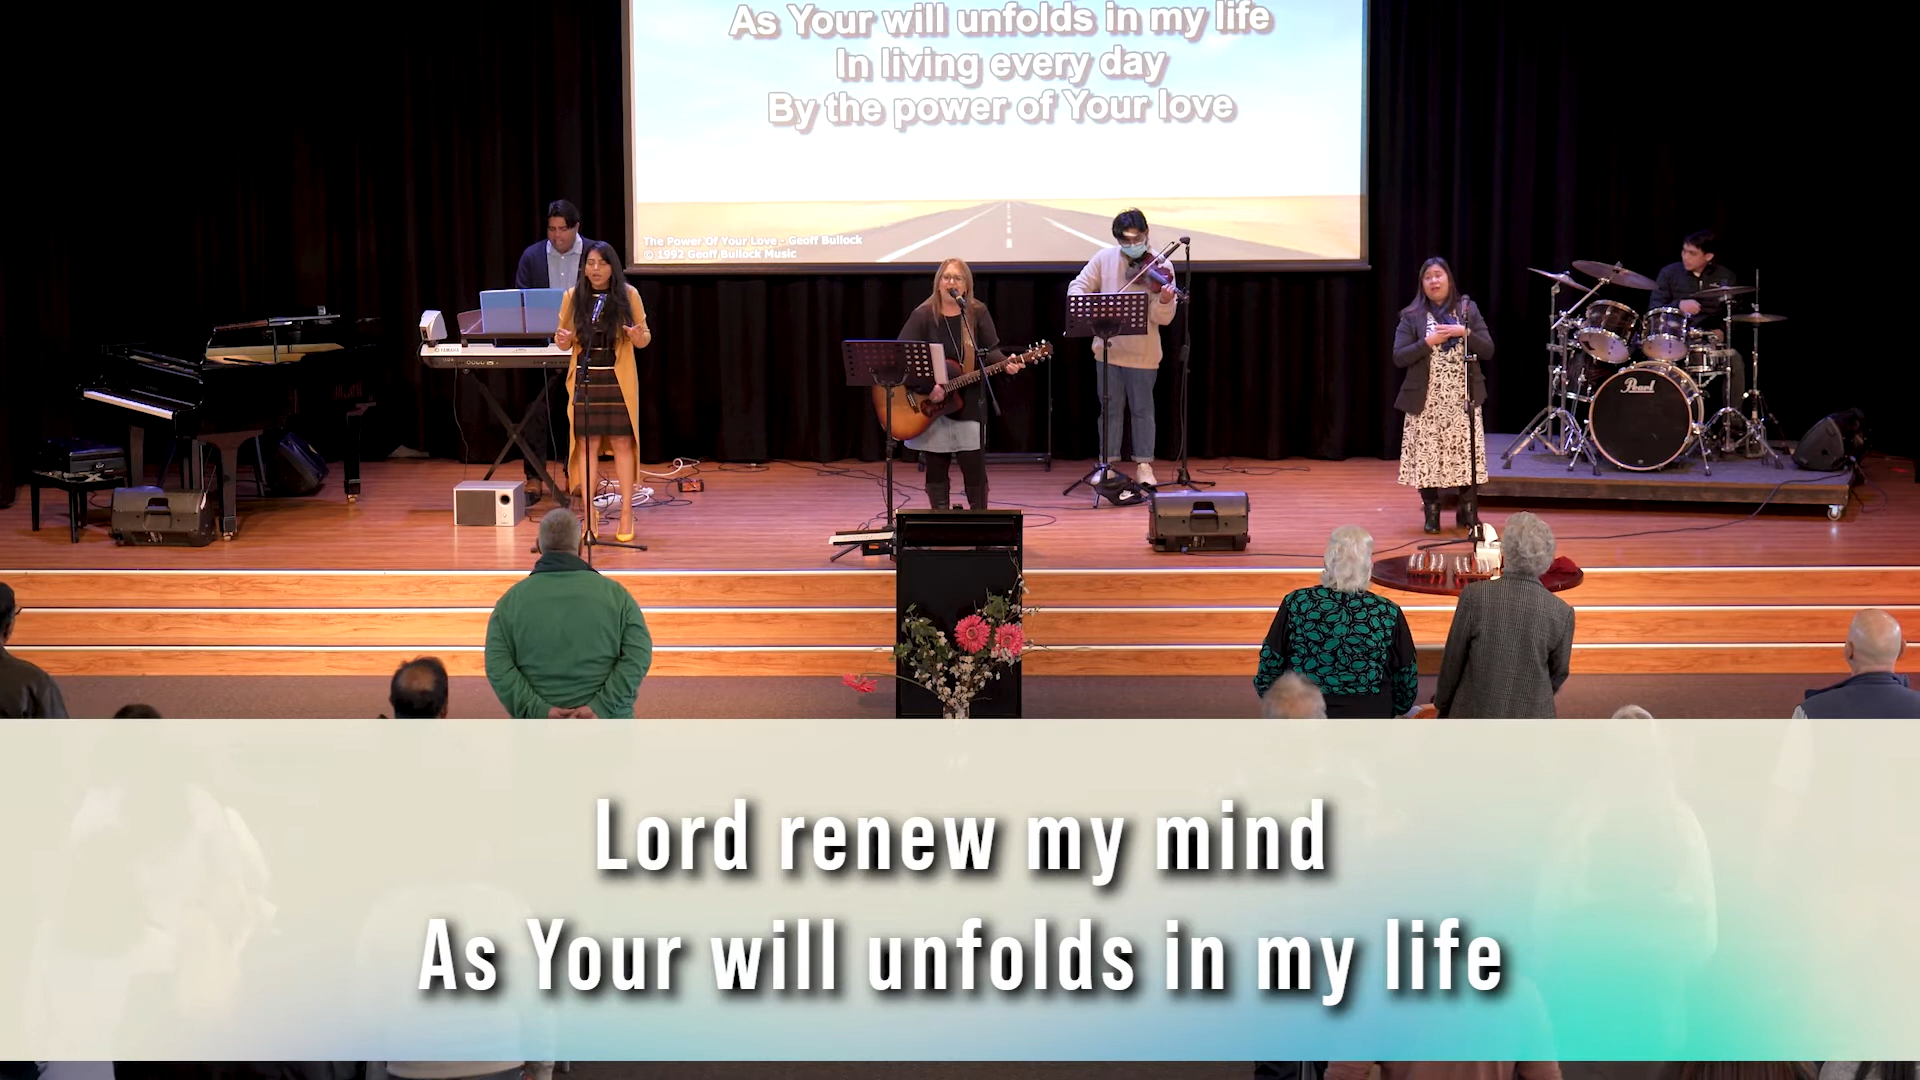 As Your will unfolds in my life
In living every day
By the power of Your love
The Power Of Your Love - Geoff Bullock
© 1992 Geoff Bullock Music
YAMAHA
Pearl
Lord renew my mind
As Your will unfolds in my life